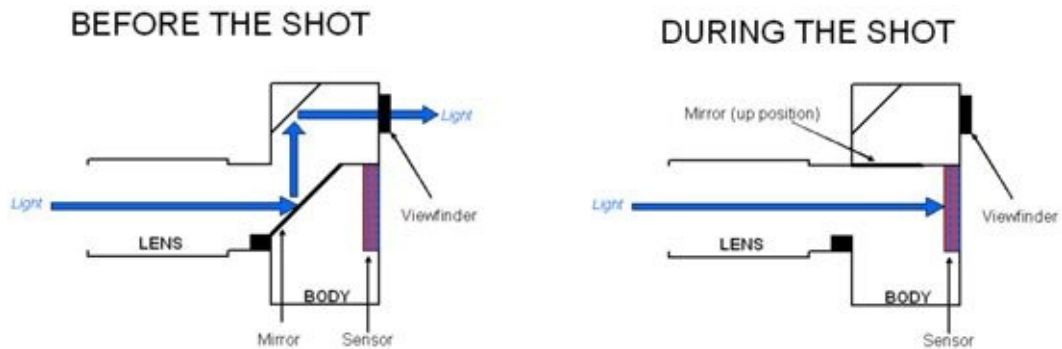 BEFORE THE SHOT
Light
Light
Viewfinder
LENS
BODY
Mirror
Sensor
DURING THE SHOT
Mirror (up position)
Light
Viewfinder
LENS
BODY
Sensor